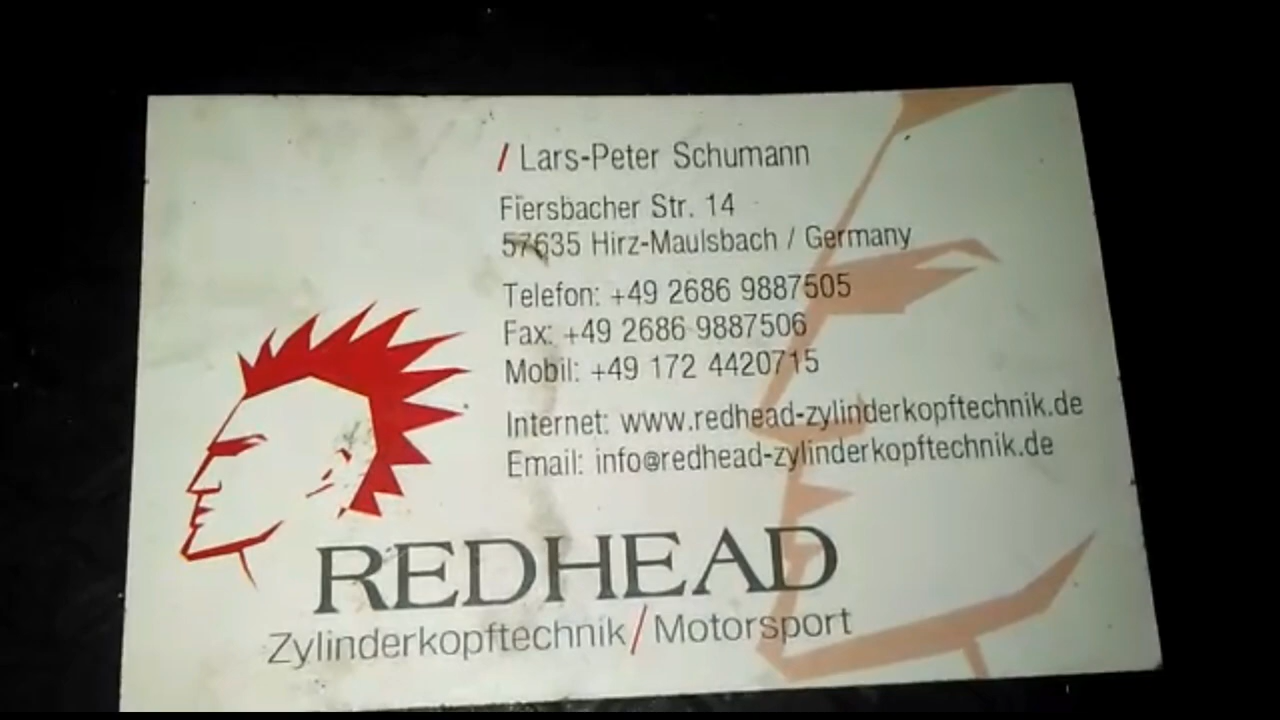 / Lars-Peter Schumann
Fiersbacher Str. 14
57635 Hirz-Maulsbach / Germany
Telefon: +49 2686 9887505
Fax: +49 2686 9887506
Mobil: +49 172 4420715
Internet: www.redhead-zylinderkopftechnik.de
Email: info@redhead-zylinderkopftechnik.de
REDHEAD
Zylinderkopftechnik/Motorsport